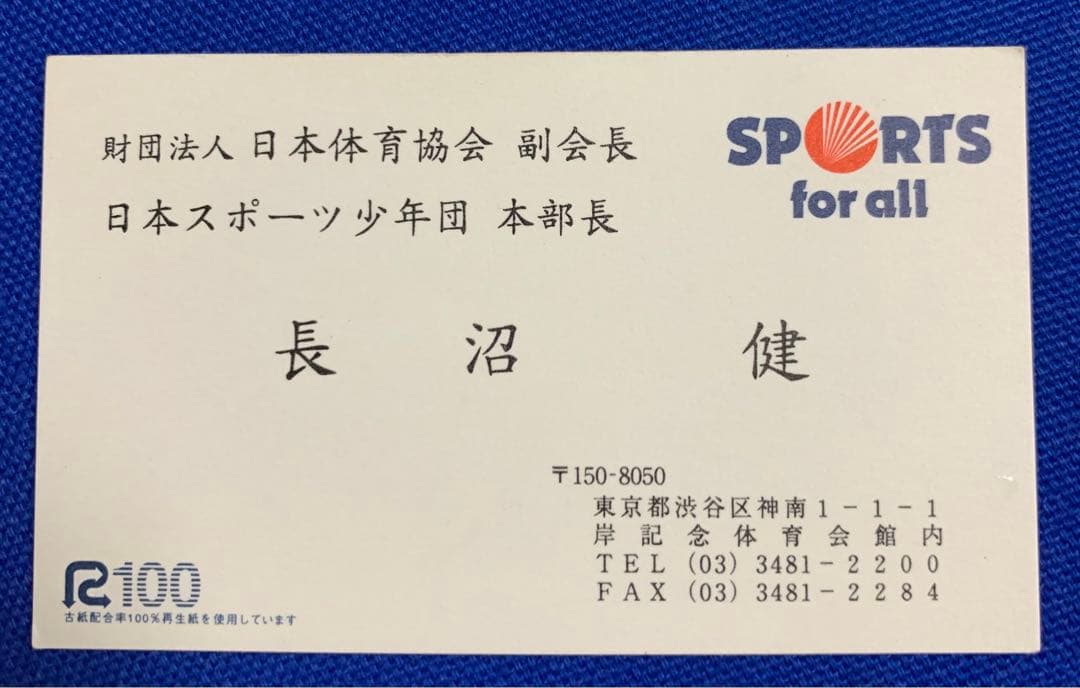 財団法人 日本体育協会 副会長
日本スポーツ少年団 本部長
SPORTS
for all
長 沼 健
〒150-8050
東京都渋谷区神南1-1-1
岸記念体育会館内
TEL (03) 3481-2200
FAX (03) 3481-2284
R100
古紙配合率100%再生紙を使用しています